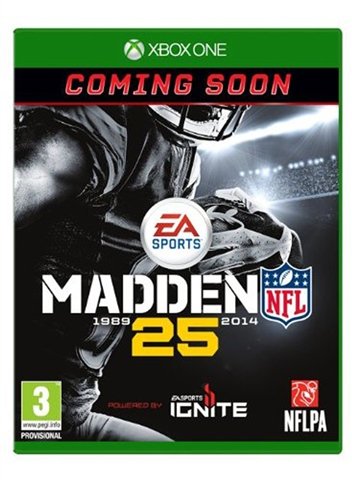 XBOX ONE
COMING SOON
EA
SPORTS
MADDEN NFL
1989 25 2014
3
www.pegi.info
PROVISIONAL
POWERED BY EA SPORTS IGNITE
NFLPA